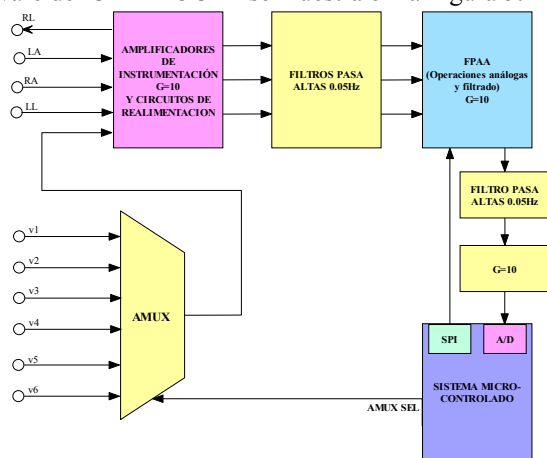 RL
LA
RA
LL
AMPLIFICADORES
DE
INSTRUMENTACIÓN
G=10
Y CIRCUITOS DE
REALIMENTACION
FILTROS PASA
ALTAS 0.05Hz
FPAA
(Operaciones análogas
y filtrado)
G=10
FILTRO PASA
ALTAS 0.05Hz
G=10
v1
v2
v3
v4
v5
v6
AMUX
SPI
A/D
SISTEMA MICRO-
CONTROLADO
AMUX SEL